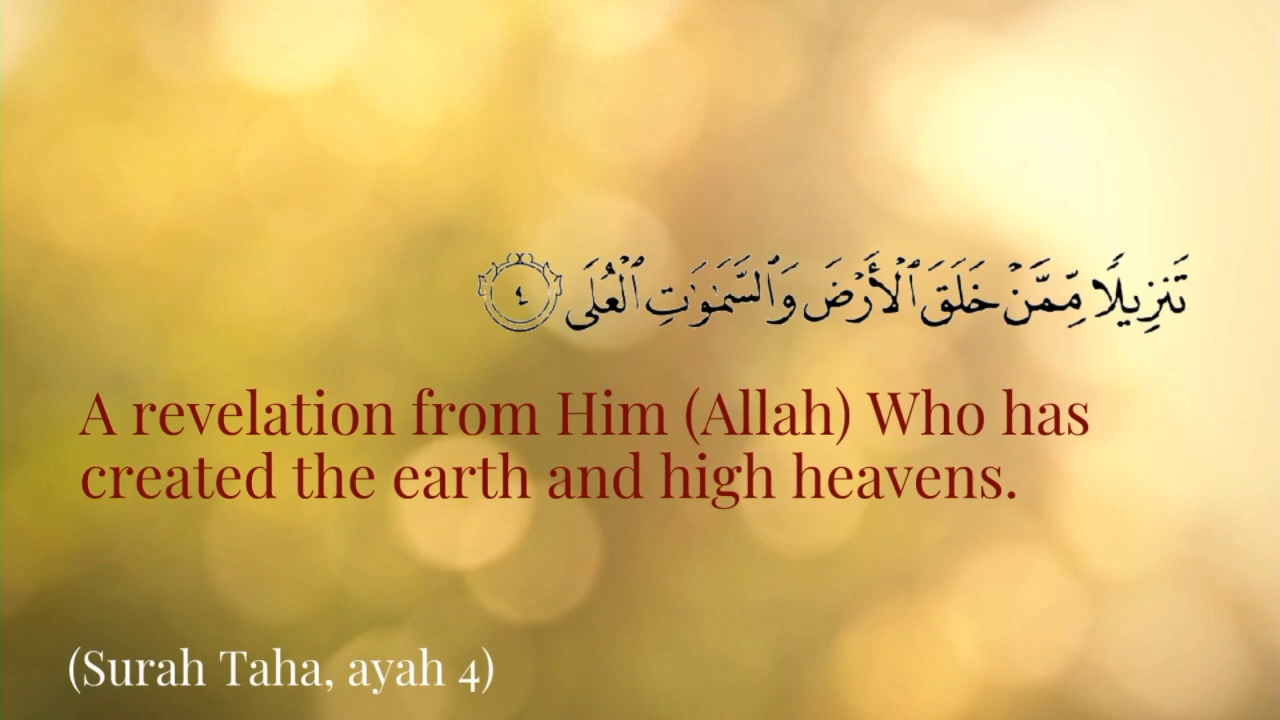 تَنزِيلًا مِّمَّنْ خَلَقَ ٱلْأَرْضَ وَٱلسَّمَٰوَٰتِ ٱلْعُلَى ٤
A revelation from Him (Allah) Who has
created the earth and high heavens.
(Surah Taha, ayah 4)